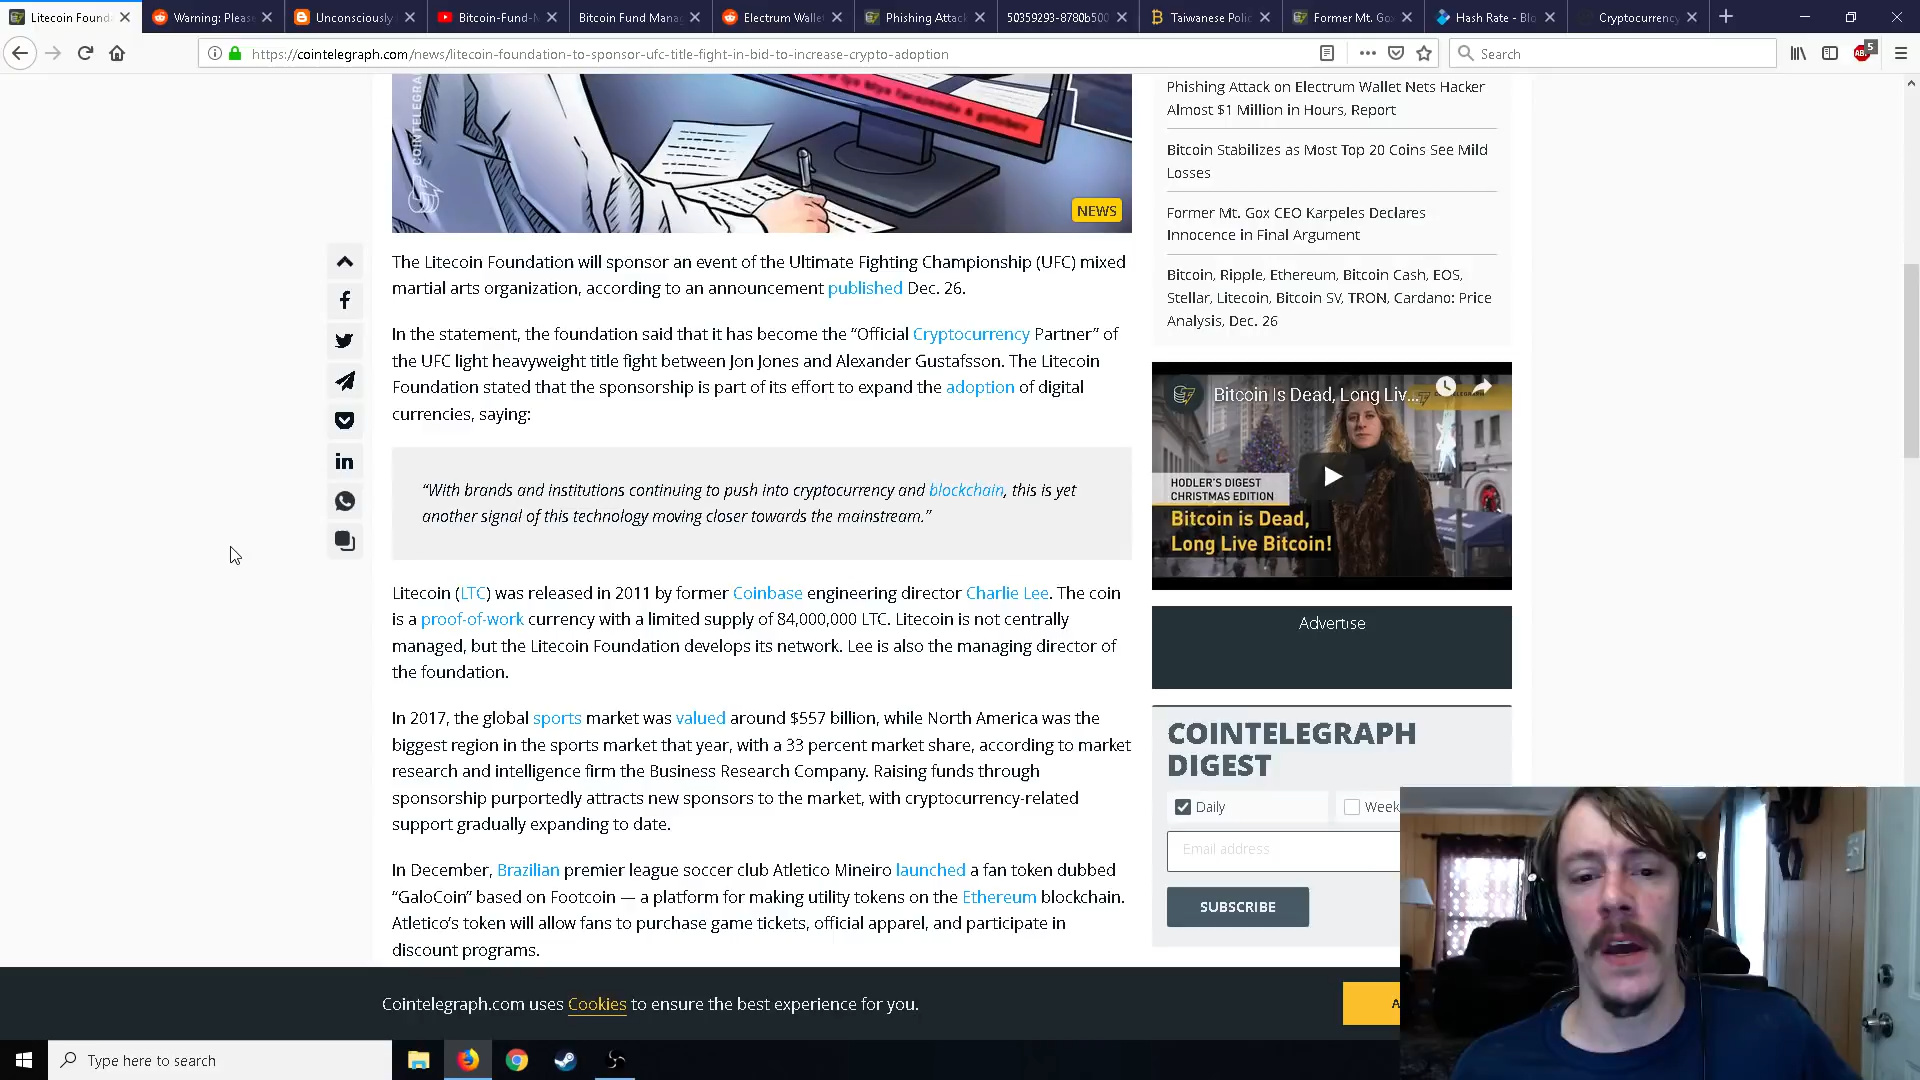 Litecoin Found
Warning: Pleas
Unconsciously
Bitcoin-Fund-M
Bitcoin Fund Mana
Electrum Walle
Phishing Attac
50359293-8780b500
Taiwanese Poli
Former Mt. Gox
Hash Rate - Blo
Cryptocurrency
https://cointelegraph.com/news/litecoin-foundation-to-sponsor-ufc-title-fight-in-bid-to-increase-crypto-adoption
Search
5
COINTELEGRAPH
NEWS
The Litecoin Foundation will sponsor an event of the Ultimate Fighting Championship (UFC) mixed
martial arts organization, according to an announcement published Dec. 26.
In the statement, the foundation said that it has become the “Official Cryptocurrency Partner” of
the UFC light heavyweight title fight between Jon Jones and Alexander Gustafsson. The Litecoin
Foundation stated that the sponsorship is part of its effort to expand the adoption of digital
currencies, saying:
“With brands and institutions continuing to push into cryptocurrency and blockchain, this is yet
another signal of this technology moving closer towards the mainstream.”
Litecoin (LTC) was released in 2011 by former Coinbase engineering director Charlie Lee. The coin
is a proof-of-work currency with a limited supply of 84,000,000 LTC. Litecoin is not centrally
managed, but the Litecoin Foundation develops its network. Lee is also the managing director of
the foundation.
In 2017, the global sports market was valued around $557 billion, while North America was the
biggest region in the sports market that year, with a 33 percent market share, according to market
research and intelligence firm the Business Research Company. Raising funds through
sponsorship purportedly attracts new sponsors to the market, with cryptocurrency-related
support gradually expanding to date.
In December, Brazilian premier league soccer club Atletico Mineiro launched a fan token dubbed
“GaloCoin” based on Footcoin — a platform for making utility tokens on the Ethereum blockchain.
Atletico’s token will allow fans to purchase game tickets, official apparel, and participate in
discount programs.
Phishing Attack on Electrum Wallet Nets Hacker
Almost $1 Million in Hours, Report
Bitcoin Stabilizes as Most Top 20 Coins See Mild
Losses
Former Mt. Gox CEO Karpeles Declares
Innocence in Final Argument
Bitcoin, Ripple, Ethereum, Bitcoin Cash, EOS,
Stellar, Litecoin, Bitcoin SV, TRON, Cardano: Price
Analysis, Dec. 26
Bitcoin Is Dead, Long Liv...
HODLER'S DIGEST
CHRISTMAS EDITION
Bitcoin is Dead,
Long Live Bitcoin!
Advertise
COINTELEGRAPH
DIGEST
Daily
Week
Email address
SUBSCRIBE
Cointelegraph.com uses Cookies to ensure the best experience for you.
A
Type here to search